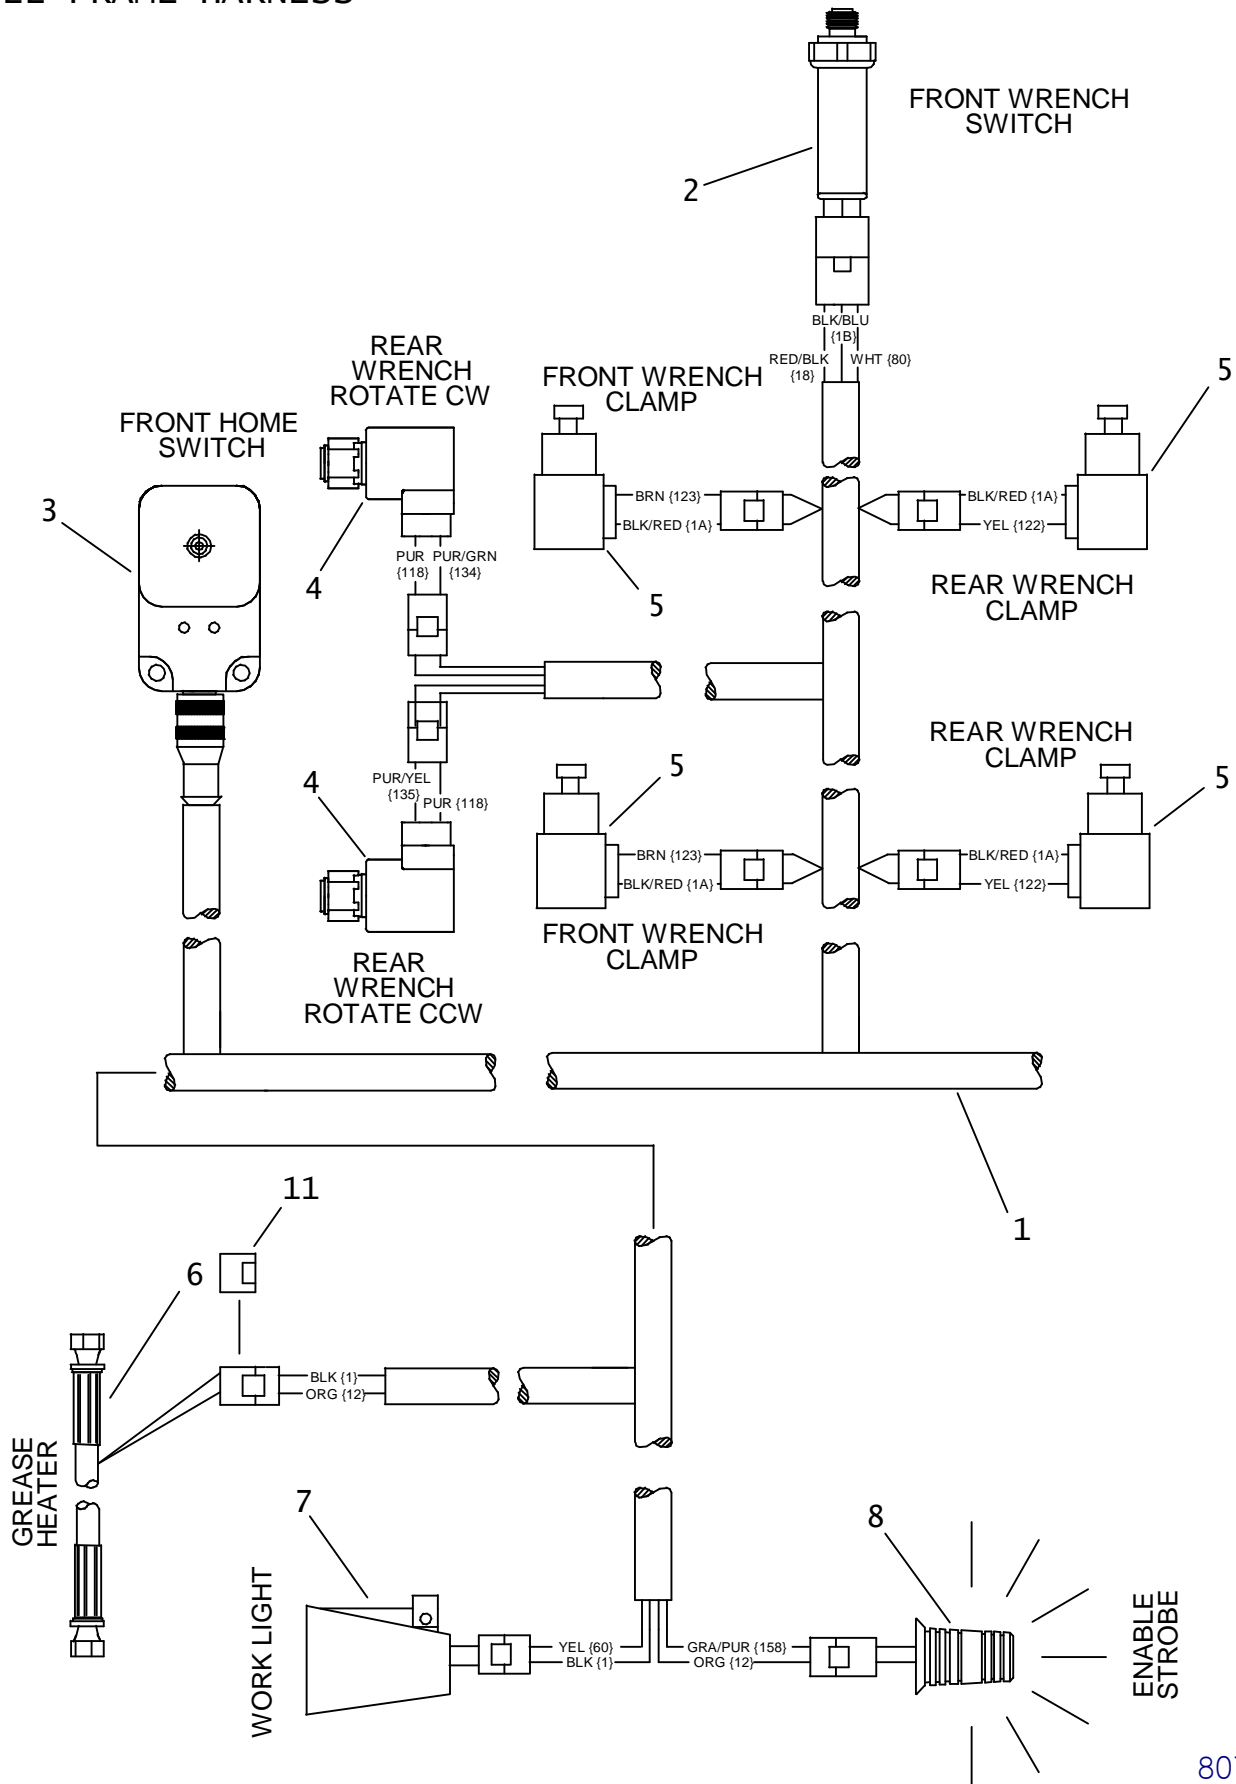 FRAME HARNESS
FRONT WRENCH
SWITCH
2
BLK/BLU
{1B}
RED/BLK
{18}
WHT {80}
REAR
WRENCH
ROTATE CW
FRONT WRENCH
CLAMP
5
FRONT HOME
SWITCH
3
BRN {123}
BLK/RED {1A}
BLK/RED {1A}
YEL {122}
4
PUR
{118}
PUR/GRN
{134}
5
REAR WRENCH
CLAMP
REAR WRENCH
CLAMP
4
PUR/YEL
{135}
PUR {118}
5
5
BRN {123}
BLK/RED {1A}
BLK/RED {1A}
YEL {122}
FRONT WRENCH
CLAMP
REAR
WRENCH
ROTATE CCW
1
11
6
BLK {1}
ORG {12}
GREASE
HEATER
7
8
WORK LIGHT
YEL {60}
BLK {1}
GRA/PUR {158}
ORG {12}
ENABLE
STROBE